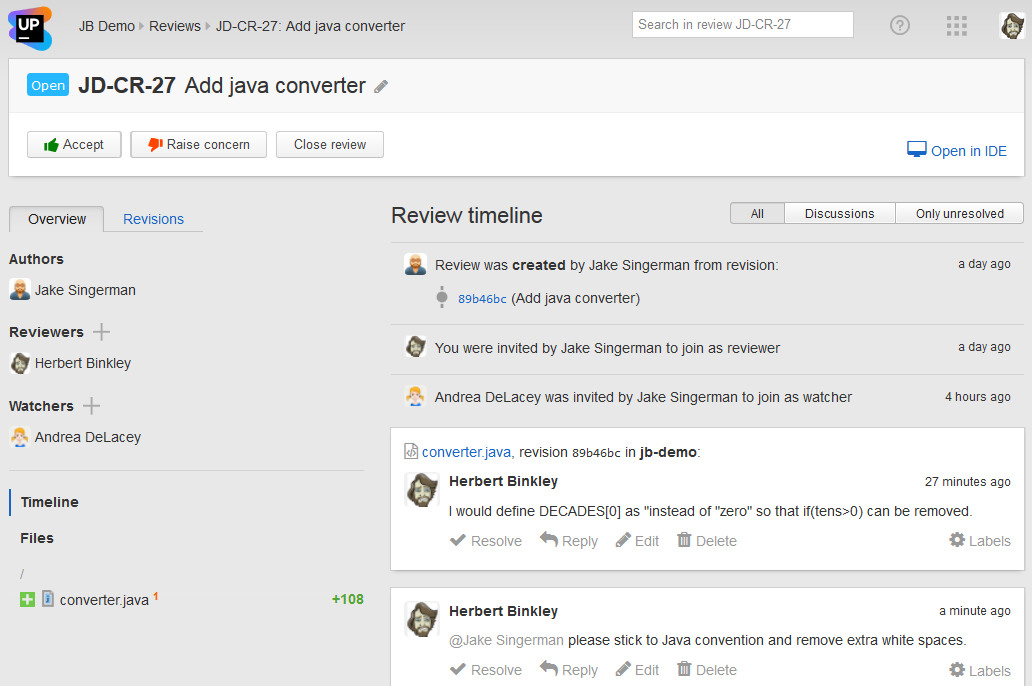 UP
JB Demo Reviews JD-CR-27: Add java converter
Search in review JD-CR-27
?
Open JD-CR-27 Add java converter
Accept Raise concern Close review
Open in IDE
Overview Revisions
Authors
Jake Singerman
Reviewers
Herbert Binkley
Watchers
Andrea DeLacey
Timeline
Files
/
converter.java 1 +108
Review timeline
All Discussions Only unresolved
Review was created by Jake Singerman from revision: a day ago
89b46bc (Add java converter)
You were invited by Jake Singerman to join as reviewer a day ago
Andrea DeLacey was invited by Jake Singerman to join as watcher 4 hours ago
converter.java, revision 89b46bc in jb-demo:
Herbert Binkley 27 minutes ago
I would define DECADES[0] as "instead of "zero" so that if(tens>0) can be removed.
Resolve Reply Edit Delete Labels
Herbert Binkley a minute ago
@Jake Singerman please stick to Java convention and remove extra white spaces.
Resolve Reply Edit Delete Labels